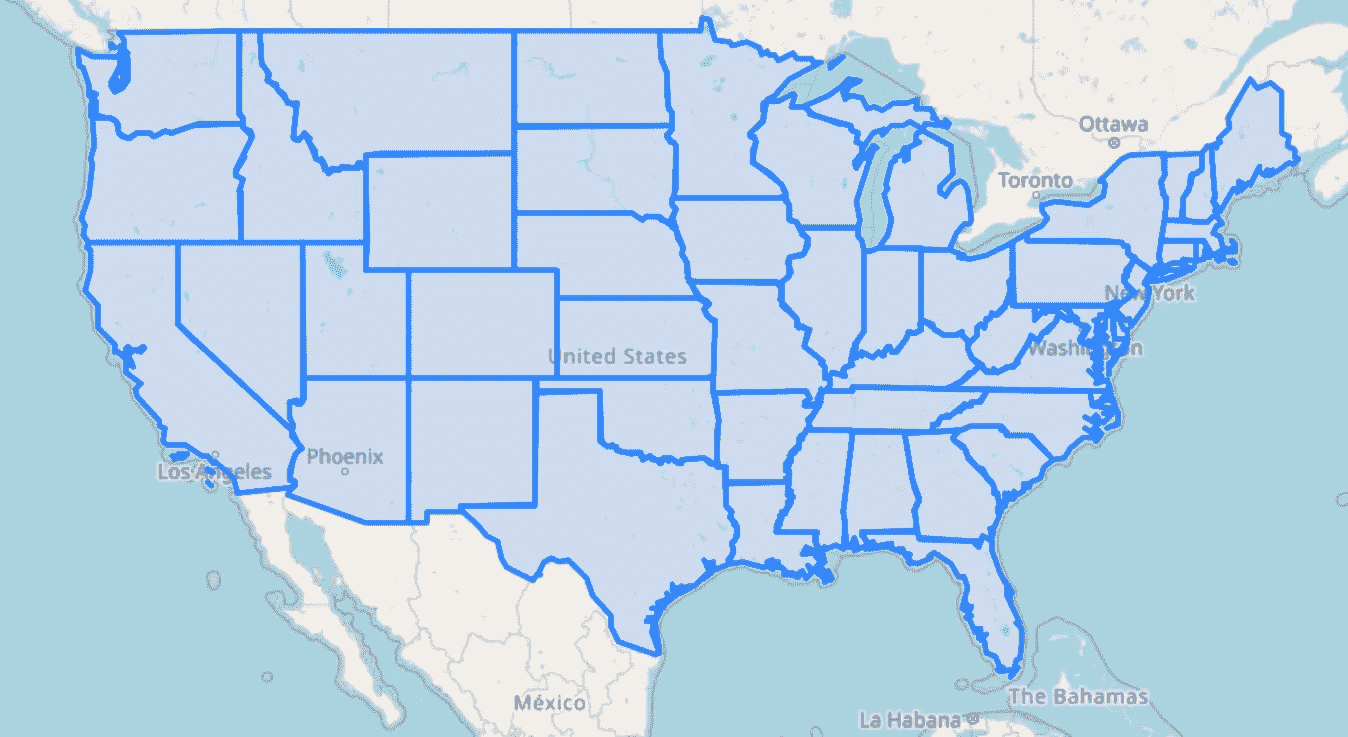 Ottawa
Toronto
New York
United States
Washington
Phoenix
Los Angeles
México
The Bahamas
La Habana